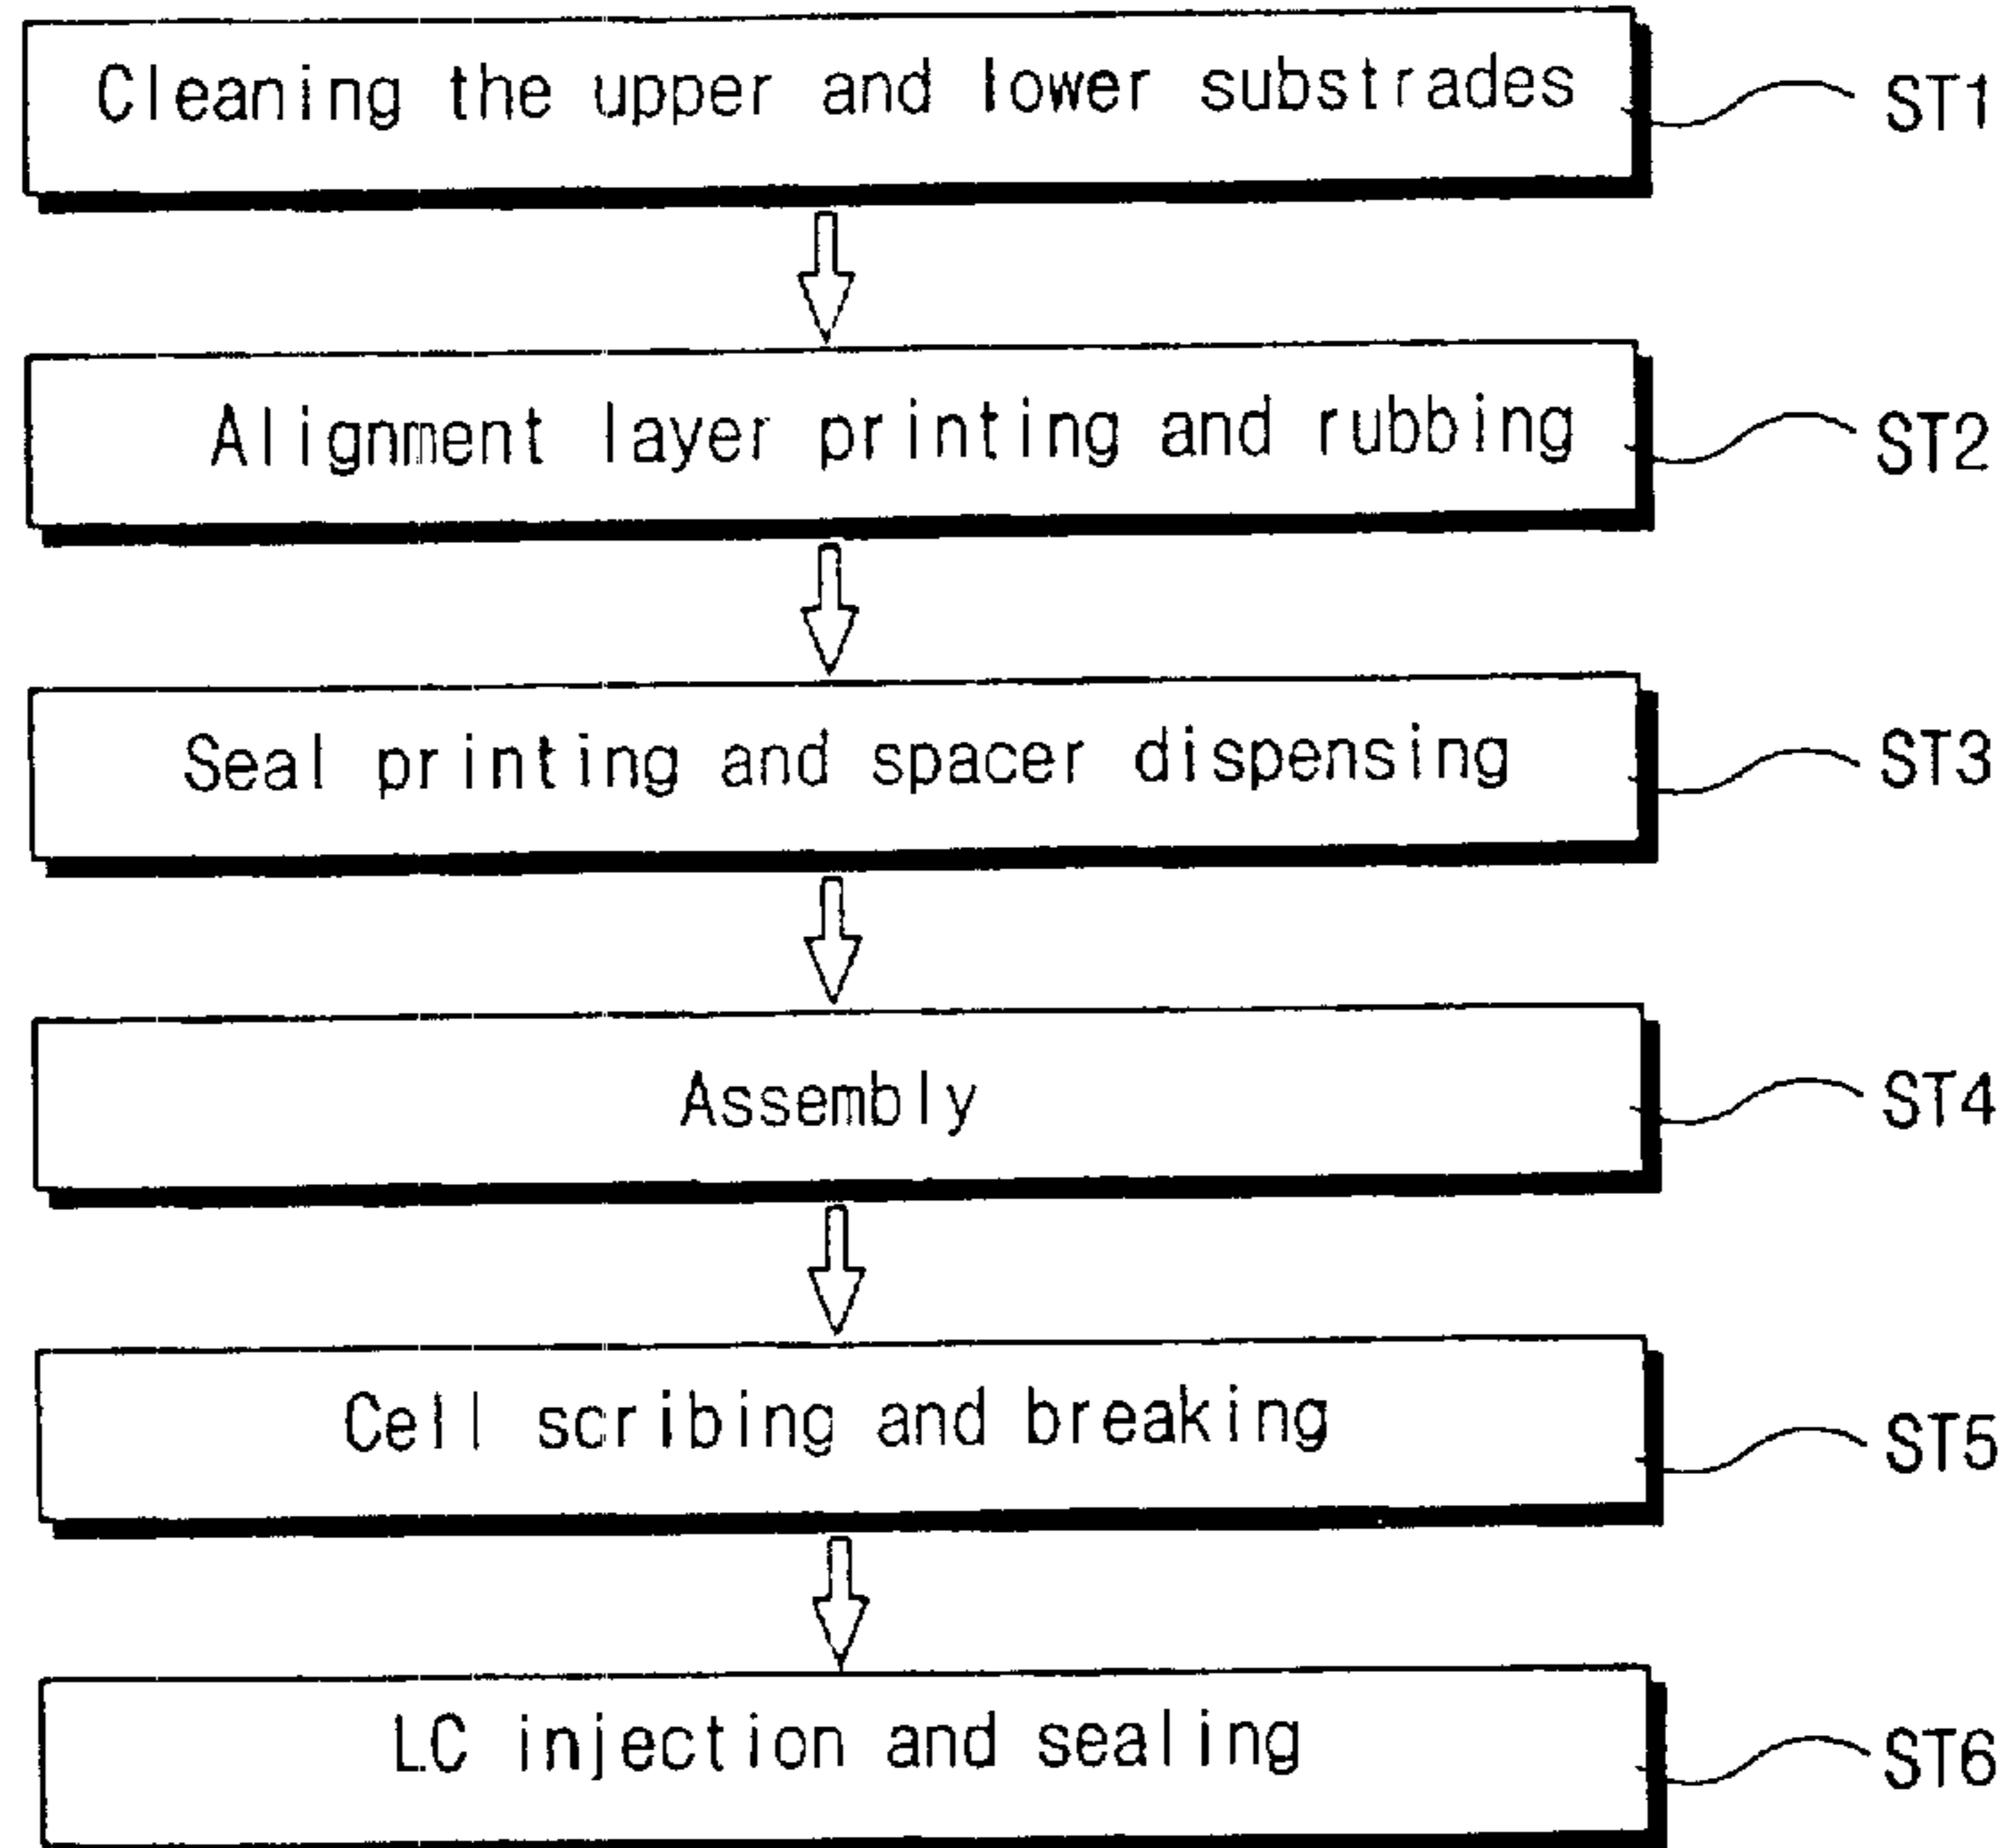 Cleaning the upper and lower substrades ST1
Alignment layer printing and rubbing ST2
Seal printing and spacer dispensing ST3
Assembly ST4
Cell scribing and breaking ST5
LC injection and sealing ST6